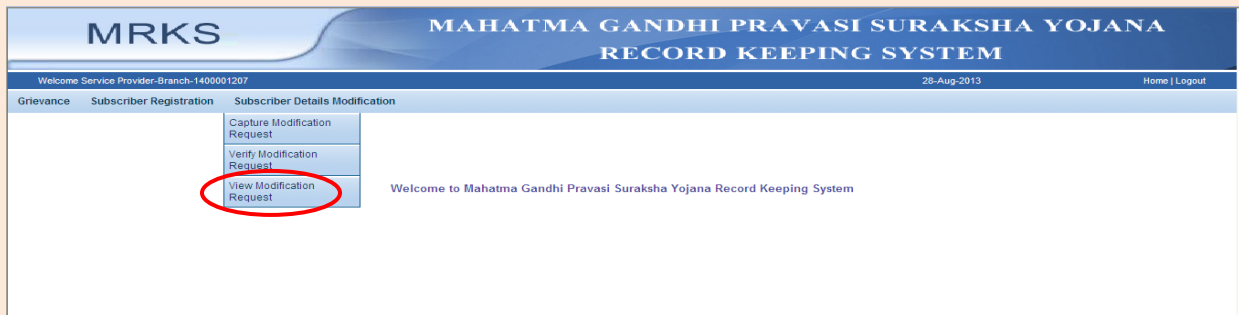 MRKS
MAHATMA GANDHI PRAVASI SURAKSHA YOJANA
RECORD KEEPING SYSTEM
Welcome Service Provider-Branch-1400001207 28-Aug-2013 Home | Logout
Grievance Subscriber Registration Subscriber Details Modification
Capture Modification
Request
Verify Modification
Request
View Modification
Request
Welcome to Mahatma Gandhi Pravasi Suraksha Yojana Record Keeping System